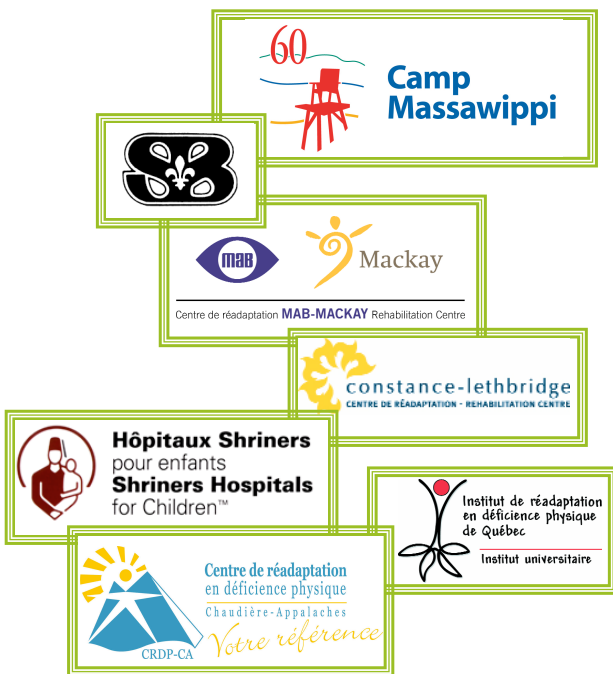 60
Camp
Massawippi
SB
mab
Mackay
Centre de réadaptation MAB-MACKAY Rehabilitation Centre
constance-lethbridge
CENTRE DE RÉADAPTATION - REHABILITATION CENTRE
Hôpitaux Shriners
pour enfants
Shriners Hospitals
for Children™
Institut de réadaptation
en déficience physique
de Québec
Institut universitaire
Centre de réadaptation
en déficience physique
Chaudière-Appalaches
Votre référence
CRDP-CA